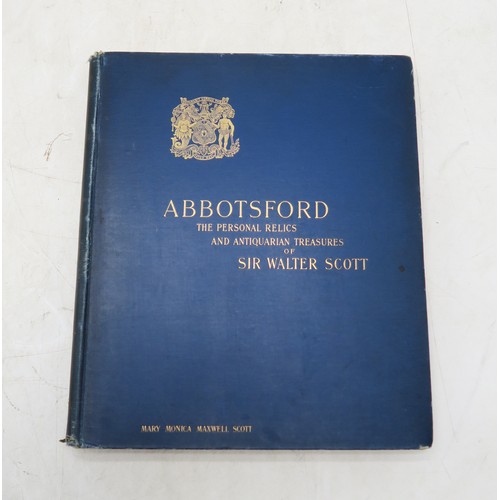 ABBOTSFORD
THE PERSONAL RELICS
AND ANTIQUARIAN TREASURES
OF
SIR WALTER SCOTT
MARY MONICA MAXWELL SCOTT